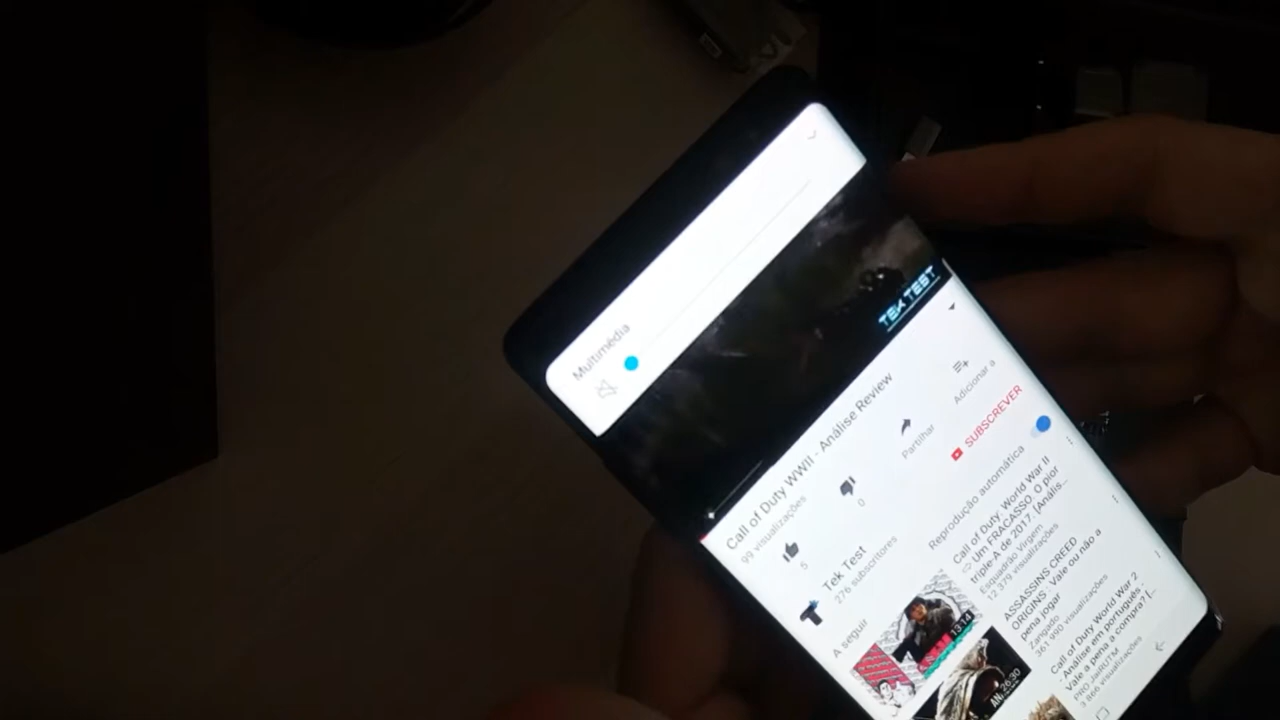 Multimédia
TEK TEST
Call of Duty WWII - Análise Review
99 visualizações
5
0
Partilhar
Adicionar a
Tek Test
276 subscritores
SUBSCREVER
A seguir
Reprodução automática
13:14
Call of Duty: World War II
⇨ Um FRACASSO. O pior
triple-A de 2017. [Anális...
Esquadrão Virgem
12 379 visualizações
26:30
ASSASSINS CREED
ORIGINS : Vale ou não a
pena jogar
Zangado
361 990 visualizações
Call of Duty World War 2
- Análise em português -
Vale a pena a compra? [...
3 866 visualizações